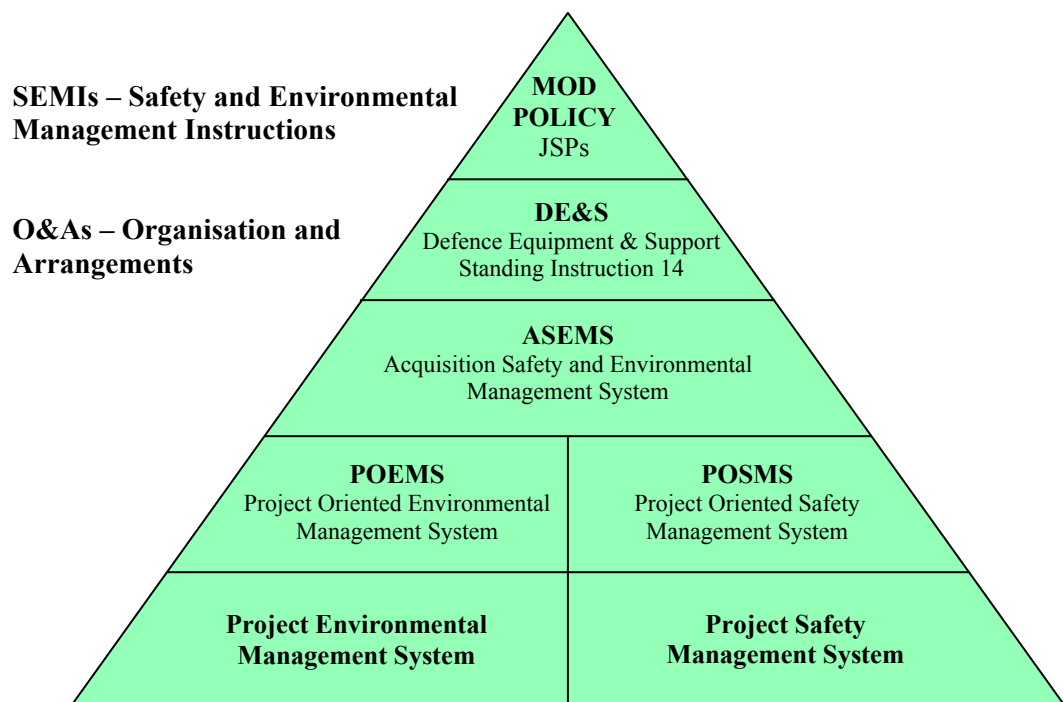 SEMIs – Safety and Environmental
Management Instructions
O&As – Organisation and
Arrangements
MOD
POLICY
JSPs
DE&S
Defence Equipment & Support
Standing Instruction 14
ASEMS
Acquisition Safety and Environmental
Management System
POEMS
Project Oriented Environmental
Management System
POSMS
Project Oriented Safety
Management System
Project Environmental
Management System
Project Safety
Management System